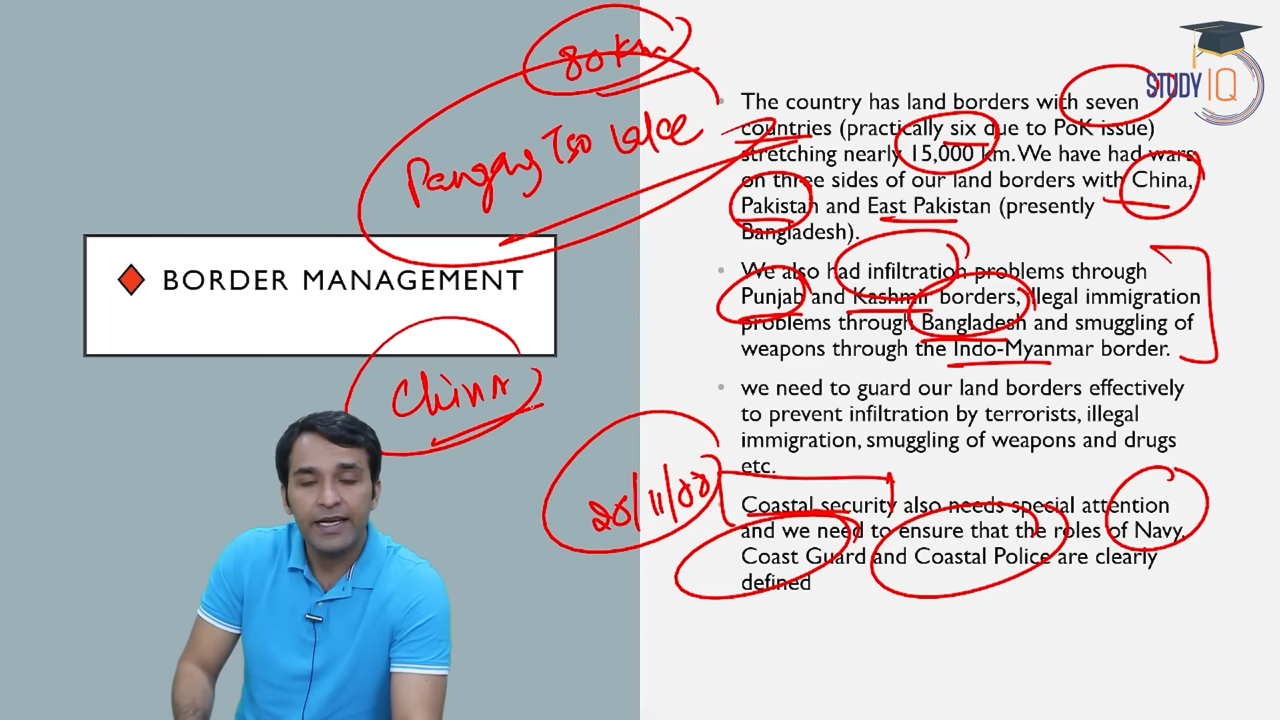 80 km
Pangong Tso lake
BORDER MANAGEMENT
China
26/11/08
STUDY IQ
The country has land borders with seven
countries (practically six due to PoK issue)
stretching nearly 15,000 km. We have had wars
on three sides of our land borders with China,
Pakistan and East Pakistan (presently
Bangladesh).
We also had infiltration problems through
Punjab and Kashmir borders, illegal immigration
problems through Bangladesh and smuggling of
weapons through the Indo-Myanmar border.
we need to guard our land borders effectively
to prevent infiltration by terrorists, illegal
immigration, smuggling of weapons and drugs
etc.
Coastal security also needs special attention
and we need to ensure that the roles of Navy,
Coast Guard and Coastal Police are clearly
defined